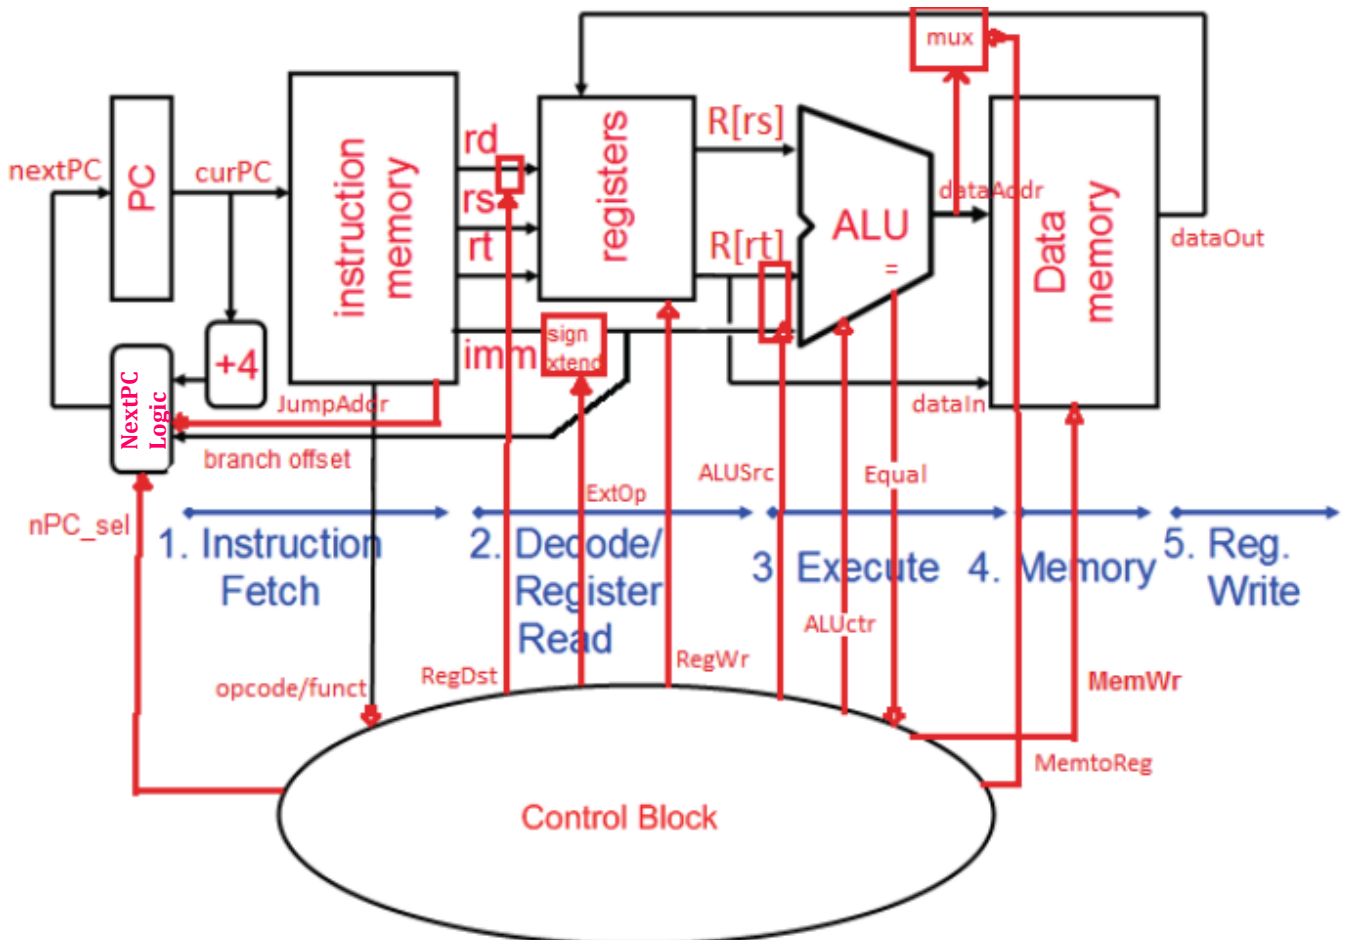 mux
nextPC
PC
curPC
instruction
memory
rd
rs
rt
imm
registers
R[rs]
R[rt]
ALU
=
dataAddr
Data
memory
dataOut
+4
sign
xtend
NextPC
Logic
JumpAddr
branch offset
dataIn
nPC_sel
ExtOp
ALUSrc
Equal
1. Instruction
Fetch
2. Decode/
Register
Read
3 Execute
4. Memory
5. Reg.
Write
ALUctr
opcode/funct
RegDst
RegWr
MemWr
MemtoReg
Control Block